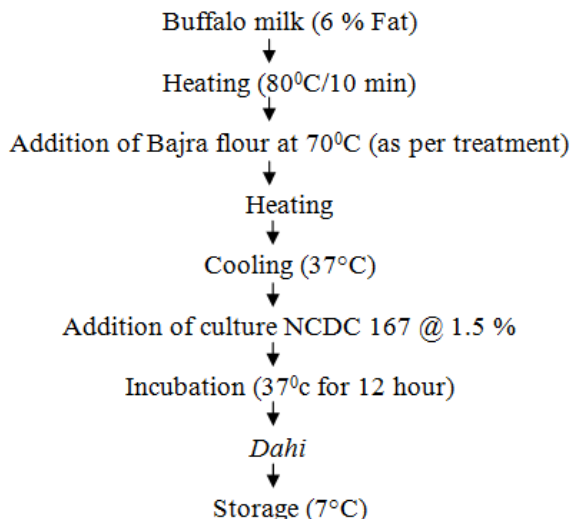 Buffalo milk (6 % Fat)
Heating (80⁰C/10 min)
Addition of Bajra flour at 70⁰C (as per treatment)
Heating
Cooling (37°C)
Addition of culture NCDC 167 @ 1.5 %
Incubation (37⁰c for 12 hour)
Dahi
Storage (7°C)